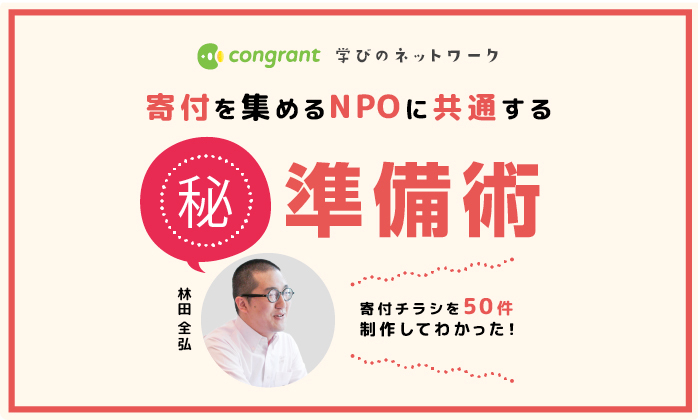 congrant 学びのネットワーク
寄付を集めるNPOに共通する
秘 準備術
林田 全弘
寄付チラシを50件
制作してわかった!